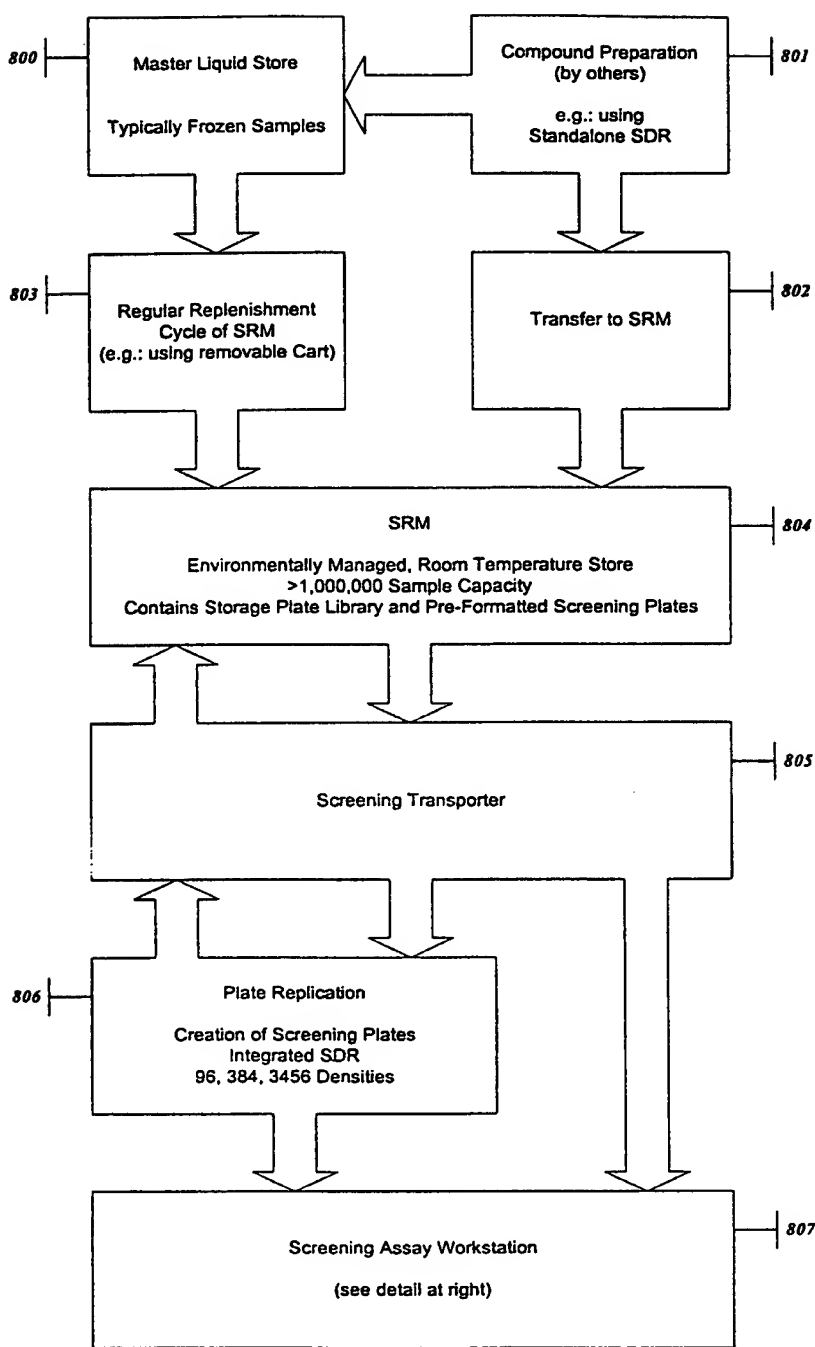 800
Master Liquid Store
Typically Frozen Samples
Compound Preparation
(by others)
e.g.: using
Standalone SDR
801
803
Regular Replenishment
Cycle of SRM
(e.g.: using removable Cart)
Transfer to SRM
802
SRM
Environmentally Managed, Room Temperature Store
>1,000,000 Sample Capacity
Contains Storage Plate Library and Pre-Formatted Screening Plates
804
Screening Transporter
805
806
Plate Replication
Creation of Screening Plates
Integrated SDR
96, 384, 3456 Densities
Screening Assay Workstation
(see detail at right)
807